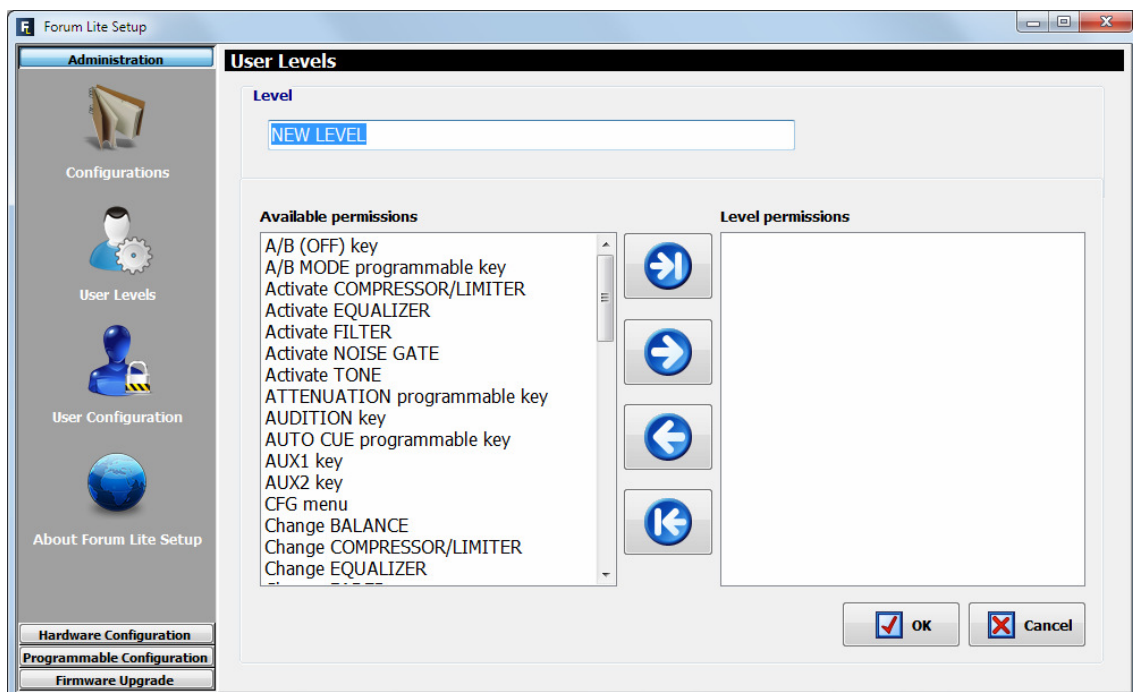 Forum Lite Setup
Administration
Configurations
User Levels
User Configuration
About Forum Lite Setup
Hardware Configuration
Programmable Configuration
Firmware Upgrade
User Levels
Level
NEW LEVEL
Available permissions
A/B (OFF) key
A/B MODE programmable key
Activate COMPRESSOR/LIMITER
Activate EQUALIZER
Activate FILTER
Activate NOISE GATE
Activate TONE
ATTENUATION programmable key
AUDITION key
AUTO CUE programmable key
AUX1 key
AUX2 key
CFG menu
Change BALANCE
Change COMPRESSOR/LIMITER
Change EQUALIZER
Level permissions
OK
Cancel